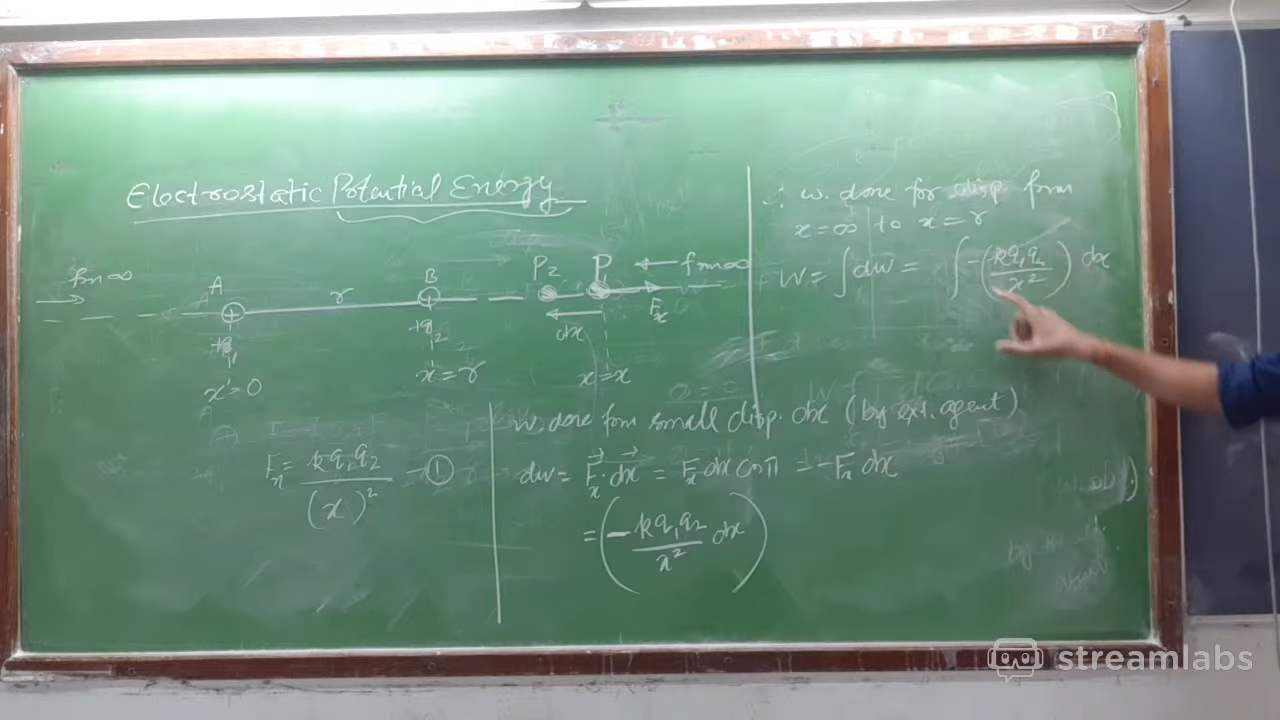 Electrostatic Potential Energy
from ∞
A
r
B
P2
P
from ∞
+q1
+q2
dx
Fx
x = 0
x = r
x = x
Fx = kq1q2 / (x)² — ①
w. done from small disp. dx (by ext. agent)
dw = Fx · dx = Fx dx cos π = -Fx dx
= ( - kq1q2 / x² dx )
∴ w. done for disp. from
x = ∞ to x = r
W = ∫ dw = ∫ -( kq1q2 / x² ) dx
streamlabs